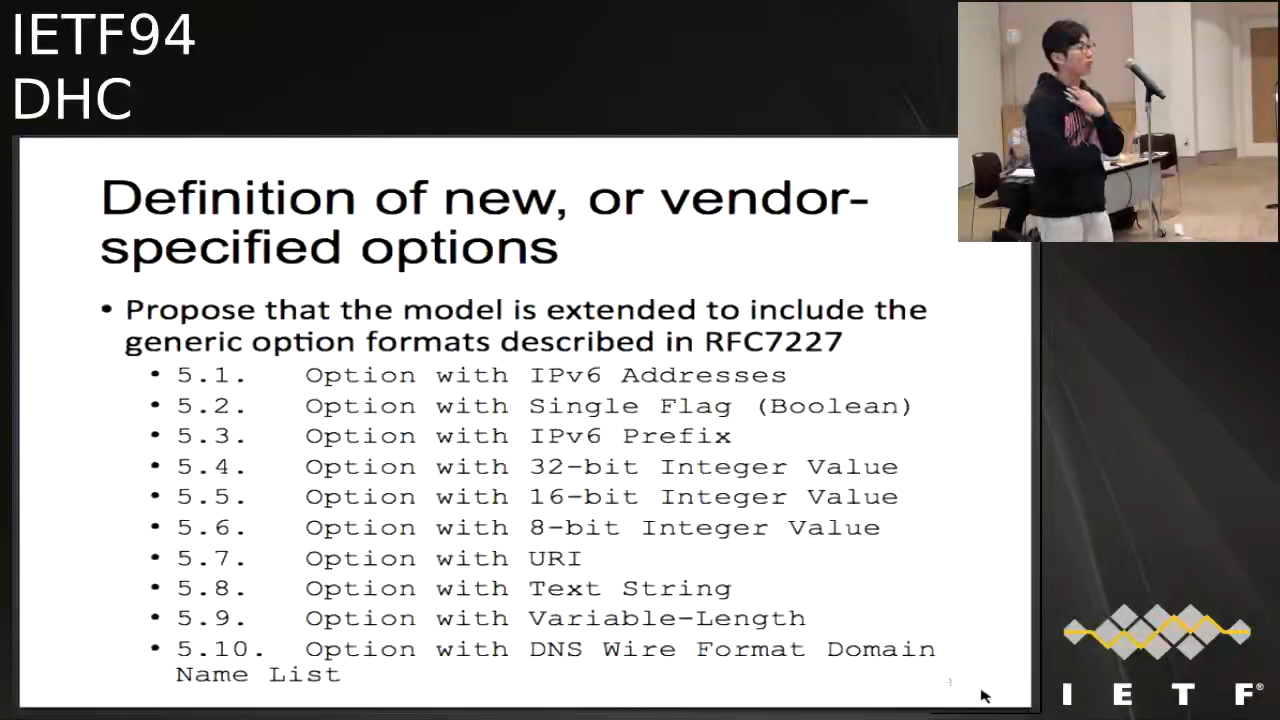 IETF94
DHC
Definition of new, or vendor-
specified options
• Propose that the model is extended to include the
generic option formats described in RFC7227
• 5.1. Option with IPv6 Addresses
• 5.2. Option with Single Flag (Boolean)
• 5.3. Option with IPv6 Prefix
• 5.4. Option with 32-bit Integer Value
• 5.5. Option with 16-bit Integer Value
• 5.6. Option with 8-bit Integer Value
• 5.7. Option with URI
• 5.8. Option with Text String
• 5.9. Option with Variable-Length
• 5.10. Option with DNS Wire Format Domain
Name List
I E T F®